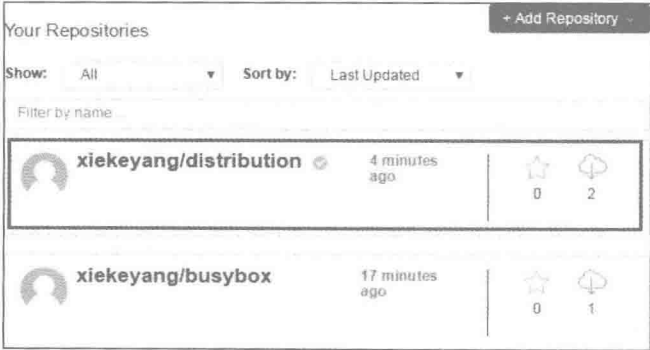 + Add Repository
Your Repositories
Show: All Sort by: Last Updated
Filter by name
xiekeyang/distribution 4 minutes
ago
0 2
xiekeyang/busybox 17 minutes
ago
0 1